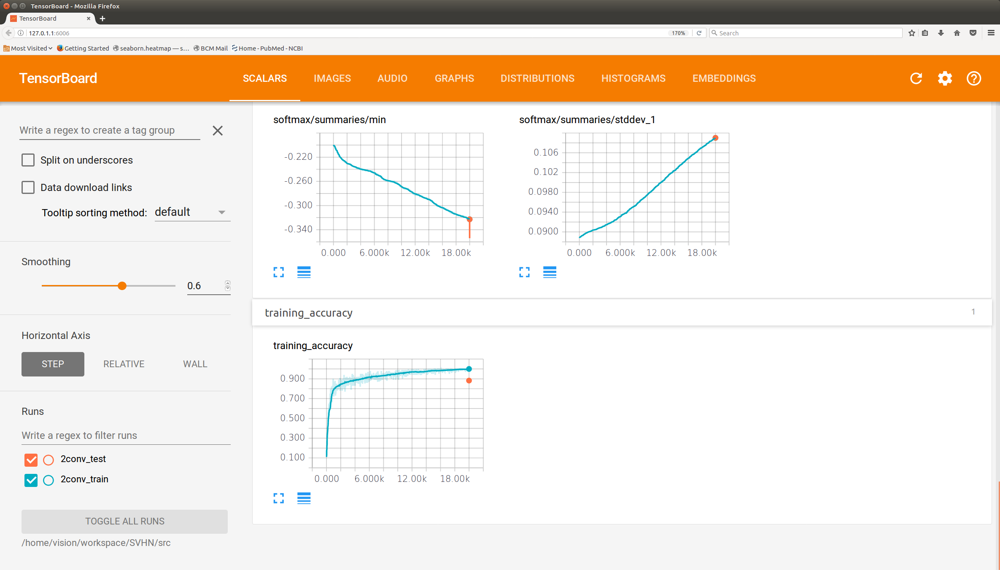 TensorBoard - Mozilla Firefox
TensorBoard
127.0.1.1:6006
170%
Search
Most Visited
Getting Started
seaborn.heatmap — s...
BCM Mail
Home - PubMed - NCBI
TensorBoard
SCALARS
IMAGES
AUDIO
GRAPHS
DISTRIBUTIONS
HISTOGRAMS
EMBEDDINGS
Write a regex to create a tag group
Split on underscores
Data download links
Tooltip sorting method: default
Smoothing
0.6
Horizontal Axis
STEP
RELATIVE
WALL
Runs
Write a regex to filter runs
2conv_test
2conv_train
TOGGLE ALL RUNS
/home/vision/workspace/SVHN/src
softmax/summaries/min
-0.220
-0.260
-0.300
-0.340
0.000 6.000k 12.00k 18.00k
softmax/summaries/stddev_1
0.106
0.102
0.0980
0.0940
0.0900
0.000 6.000k 12.00k 18.00k
training_accuracy
1
training_accuracy
0.900
0.700
0.500
0.300
0.100
0.000 6.000k 12.00k 18.00k